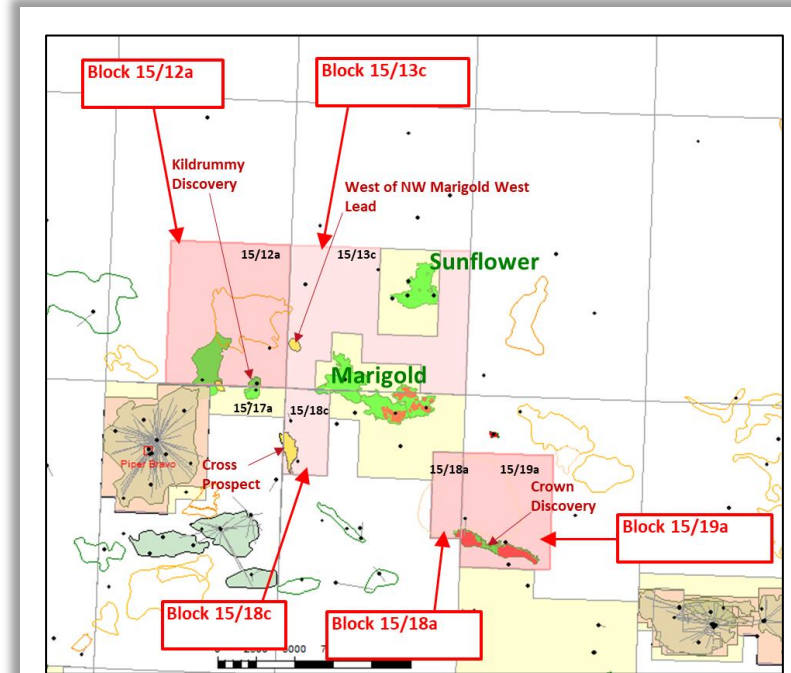 Block 15/12a
Block 15/13c
Kildrummy
Discovery
West of NW Marigold West
Lead
15/12a
15/13c
Sunflower
Marigold
15/17a
15/18c
Piper Bravo
Cross
Prospect
15/18a
15/19a
Crown
Discovery
Block 15/19a
Block 15/18c
Block 15/18a
0